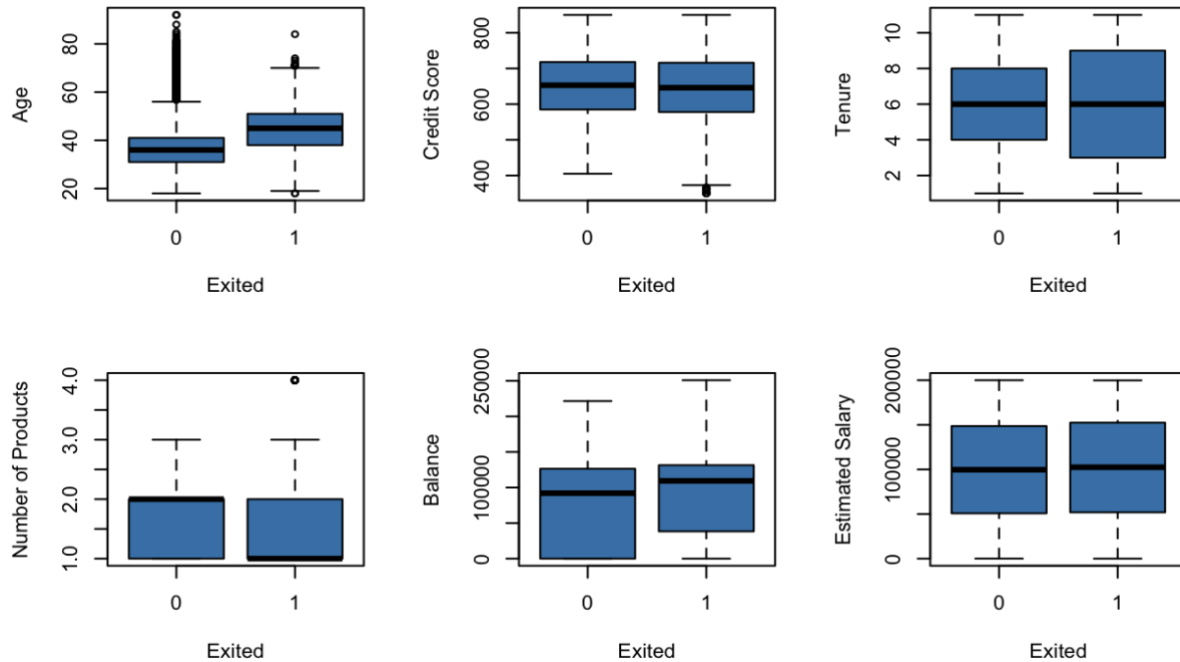 Age
80
60
40
20
0
1
Exited
Credit Score
800
600
400
0
1
Exited
Tenure
10
8
6
4
2
0
1
Exited
Number of Products
4.0
3.0
2.0
1.0
0
1
Exited
Balance
250000
100000
0
0
1
Exited
Estimated Salary
200000
100000
0
0
1
Exited